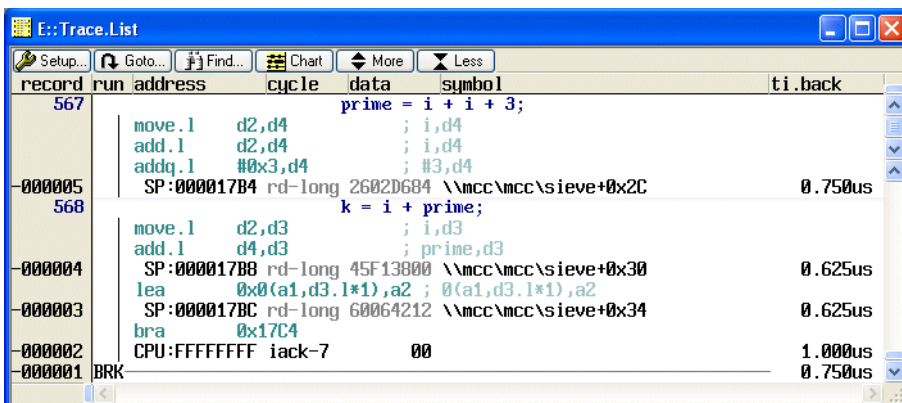 E::Trace.List
Setup... Goto... Find... Chart More Less
record run address cycle data symbol ti.back
567 prime = i + i + 3;
move.l d2,d4 ; i,d4
add.l d2,d4 ; i,d4
addq.l #0x3,d4 ; #3,d4
-000005 SP:000017B4 rd-long 2602D684 \\mcc\mcc\sieve+0x2C 0.750us
568 k = i + prime;
move.l d2,d3 ; i,d3
add.l d4,d3 ; prime,d3
-000004 SP:000017B8 rd-long 45F13800 \\mcc\mcc\sieve+0x30 0.625us
lea 0x0(a1,d3.l*1),a2 ; 0(a1,d3.l*1),a2
-000003 SP:000017BC rd-long 60064212 \\mcc\mcc\sieve+0x34 0.625us
bra 0x17C4
-000002 CPU:FFFFFFFF iack-7 00 1.000us
-000001 BRK 0.750us